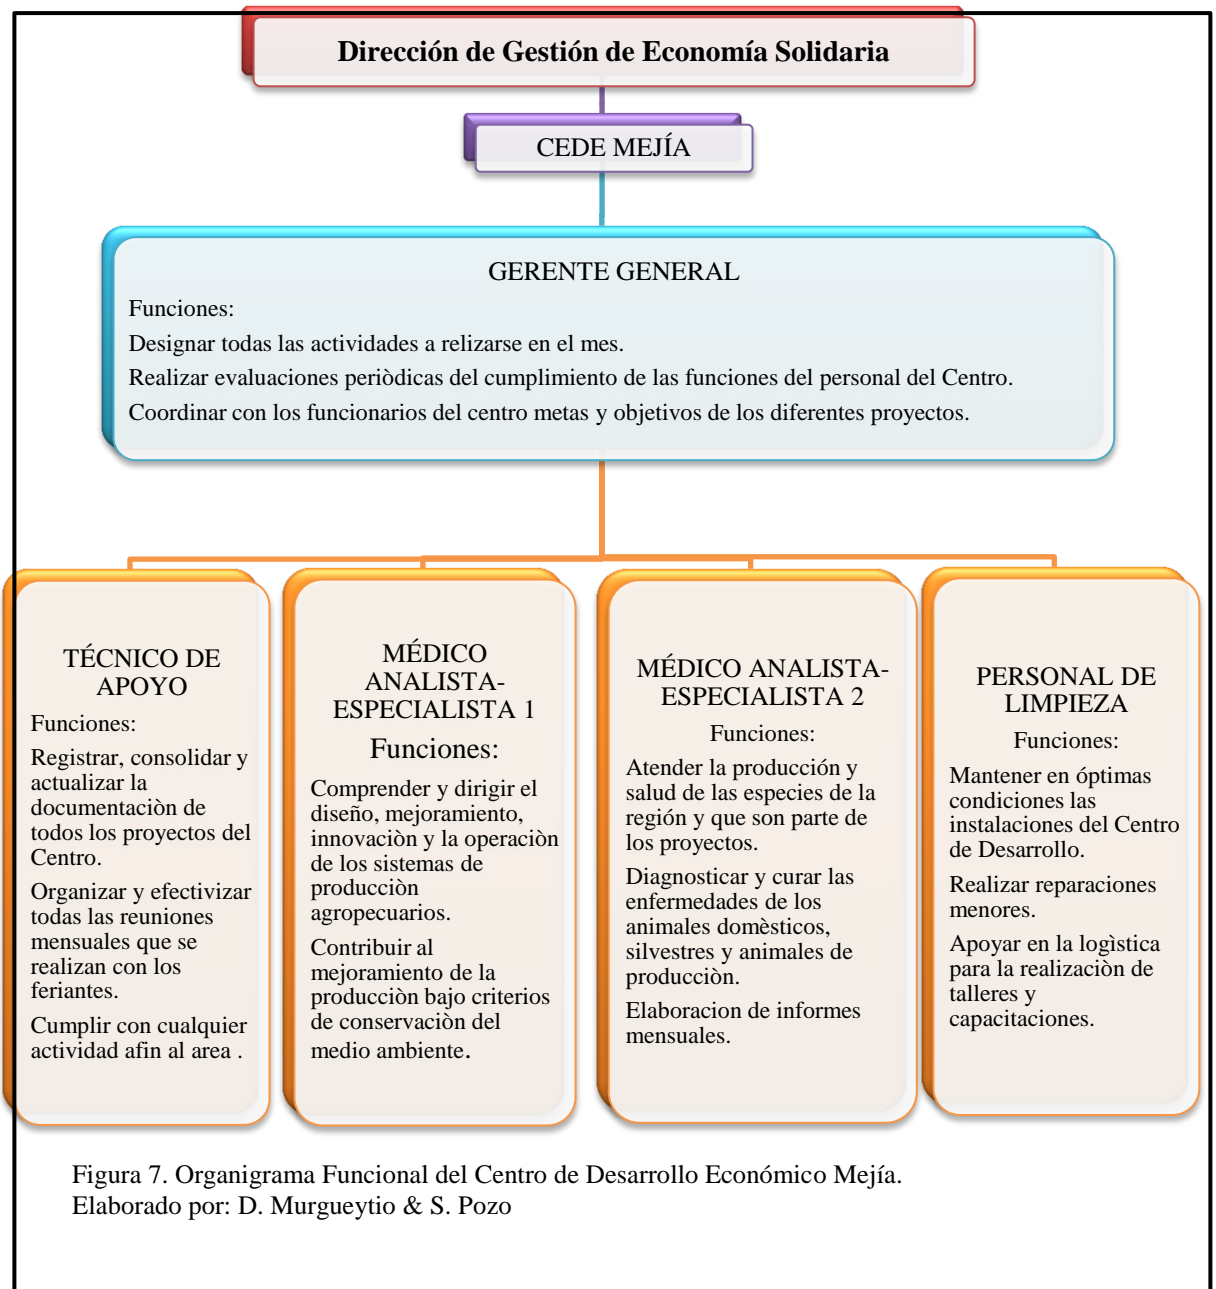 Dirección de Gestión de Economía Solidaria
CEDE MEJÍA
GERENTE GENERAL
Funciones:
Designar todas las actividades a relizarse en el mes.
Realizar evaluaciones periòdicas del cumplimiento de las funciones del personal del Centro.
Coordinar con los funcionarios del centro metas y objetivos de los diferentes proyectos.
TÉCNICO DE
APOYO
Funciones:
Registrar, consolidar y
actualizar la
documentaciòn de
todos los proyectos del
Centro.
Organizar y efectivizar
todas las reuniones
mensuales que se
realizan con los
feriantes.
Cumplir con cualquier
actividad afin al area .
MÉDICO
ANALISTA-
ESPECIALISTA 1
Funciones:
Comprender y dirigir el
diseño, mejoramiento,
innovaciòn y la operaciòn
de los sistemas de
producciòn
agropecuarios.
Contribuir al
mejoramiento de la
producciòn bajo criterios
de conservaciòn del
medio ambiente.
MÉDICO ANALISTA-
ESPECIALISTA 2
Funciones:
Atender la producción y
salud de las especies de la
región y que son parte de
los proyectos.
Diagnosticar y curar las
enfermedades de los
animales domèsticos,
silvestres y animales de
producciòn.
Elaboracion de informes
mensuales.
PERSONAL DE
LIMPIEZA
Funciones:
Mantener en óptimas
condiciones las
instalaciones del Centro
de Desarrollo.
Realizar reparaciones
menores.
Apoyar en la logìstica
para la realizaciòn de
talleres y
capacitaciones.
Figura 7. Organigrama Funcional del Centro de Desarrollo Económico Mejía.
Elaborado por: D. Murgueytio & S. Pozo